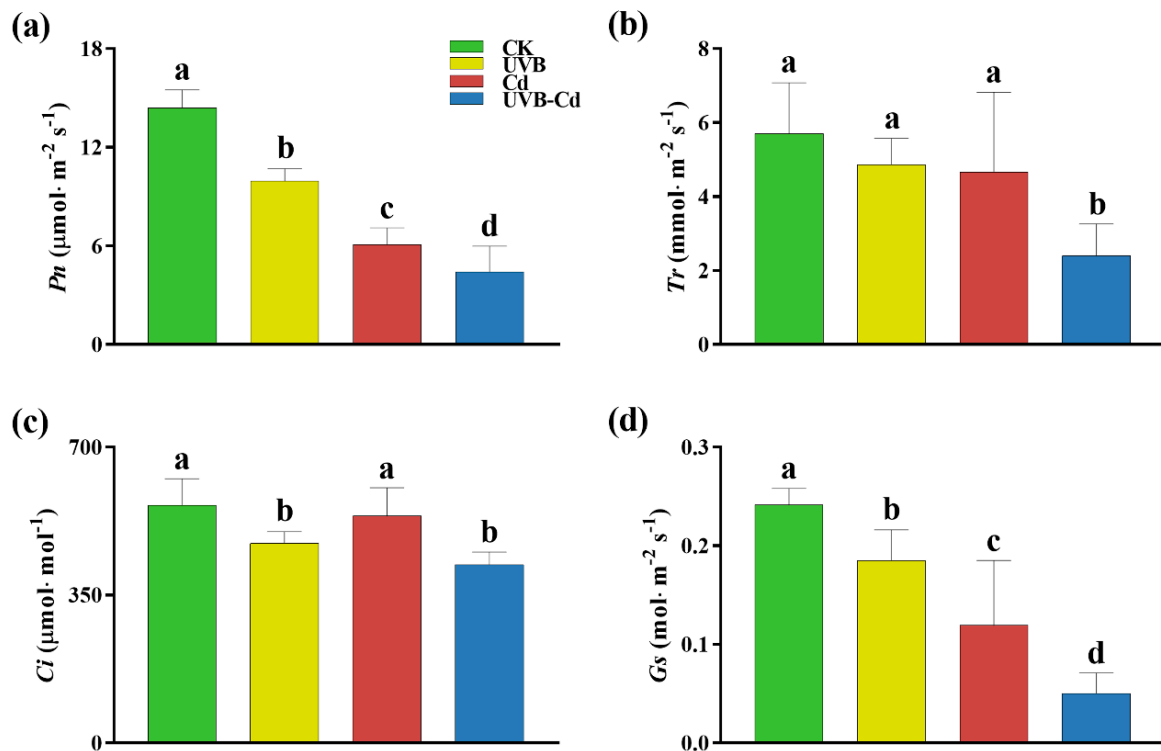 (a)
18
12
6
0
Pn (μmol· m⁻² s⁻¹)
a
b
c
d
CK
UVB
Cd
UVB-Cd
(b)
8
6
4
2
0
Tr (mmol· m⁻² s⁻¹)
a
a
a
b
(c)
700
350
0
Ci (μmol· mol⁻¹)
a
b
a
b
(d)
0.3
0.2
0.1
0.0
Gs (mol· m⁻² s⁻¹)
a
b
c
d